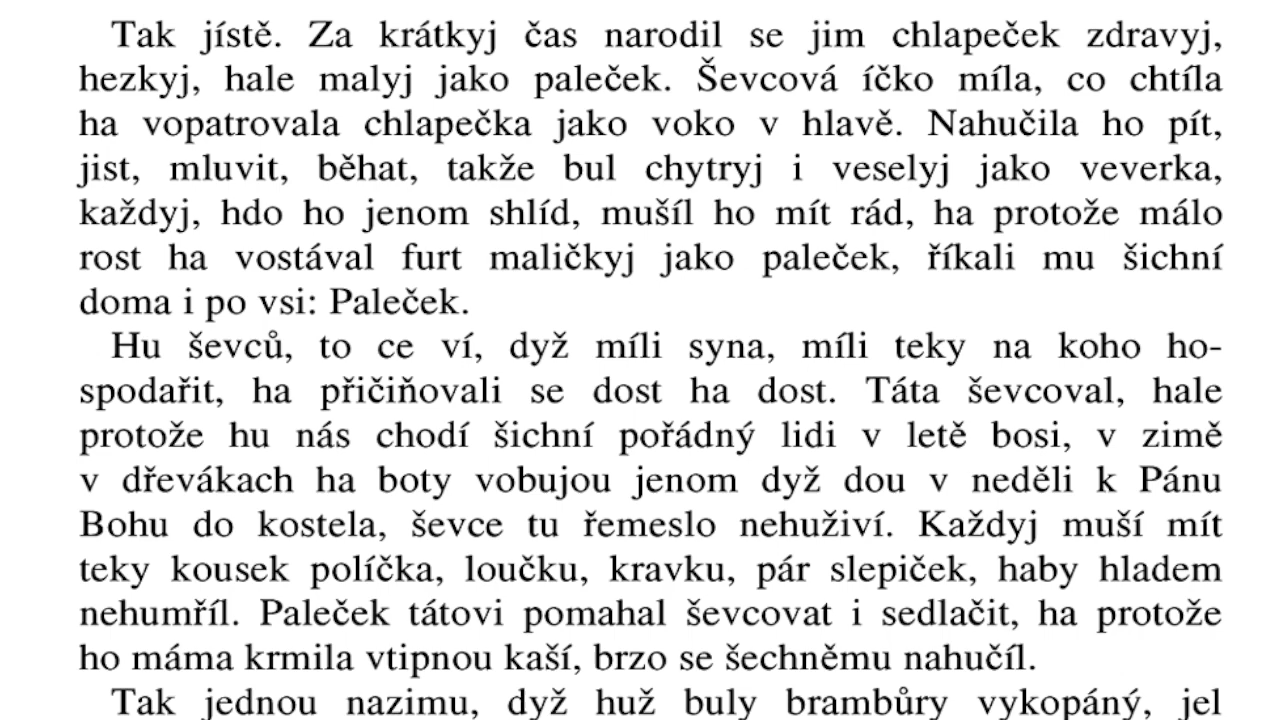 Tak jístě. Za krátkyj čas narodil se jim chlapeček zdravyj,
hezkyj, hale malyj jako paleček. Ševcová íčko míla, co chtíla
ha vopatrovala chlapečka jako voko v hlavě. Nahučila ho pít,
jist, mluvit, běhat, takže bul chytryj i veselyj jako veverka,
každyj, hdo ho jenom shlíd, mušíl ho mít rád, ha protože málo
rost ha vostával furt maličkyj jako paleček, říkali mu šichní
doma i po vsi: Paleček.
Hu ševců, to ce ví, dyž míli syna, míli teky na koho ho-
spodařit, ha přičiňovali se dost ha dost. Táta ševcoval, hale
protože hu nás chodí šichní pořádný lidi v letě bosi, v zimě
v dřevákach ha boty vobujou jenom dyž dou v neděli k Pánu
Bohu do kostela, ševce tu řemeslo nehuživí. Každyj muší mít
teky kousek políčka, loučku, kravku, pár slepiček, haby hladem
nehumříl. Paleček tátovi pomahal ševcovat i sedlačit, ha protože
ho máma krmila vtipnou kaší, brzo se šechněmu nahučíl.
Tak jednou nazimu, dyž huž buly brambůry vykopáný, jel